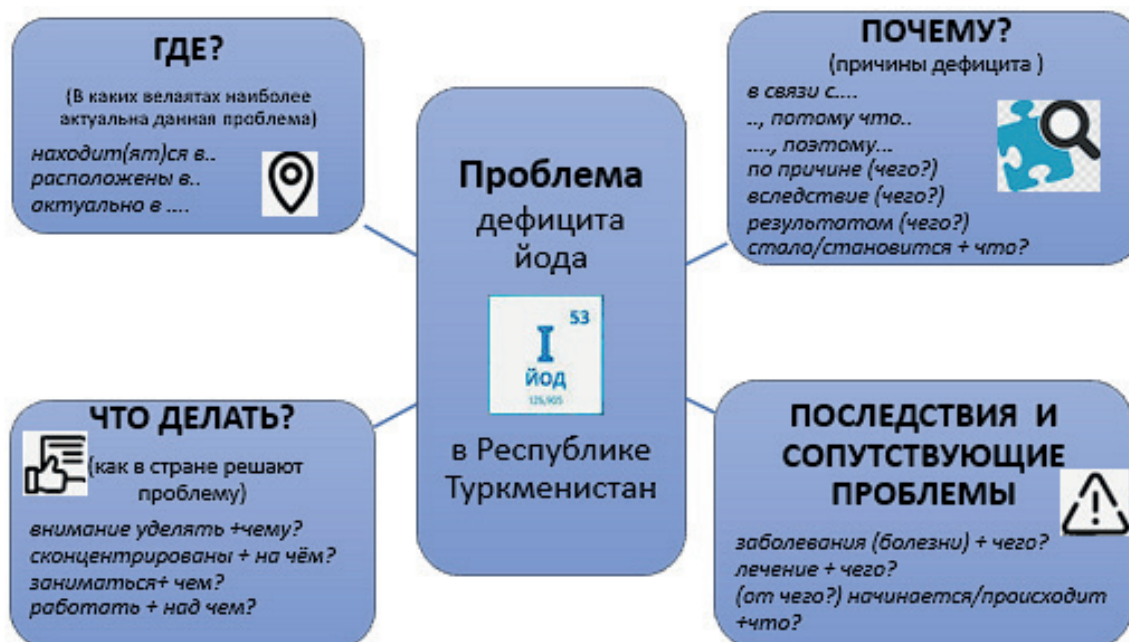 ГДЕ?
(В каких велаятах наиболее
актуальна данная проблема)
находит(ят)ся в..
расположены в..
актуально в ....
ПОЧЕМУ?
(причины дефицита )
в связи с....
.., потому что..
...., поэтому...
по причине (чего?)
вследствие (чего?)
результатом (чего?)
стало/становится + что?
Проблема
дефицита
йода
53
I
йод
в Республике
Туркменистан
ЧТО ДЕЛАТЬ?
(как в стране решают
проблему)
внимание уделять +чему?
сконцентрированы + на чём?
заниматься+ чем?
работать + над чем?
ПОСЛЕДСТВИЯ И
СОПУТСТВУЮЩИЕ
ПРОБЛЕМЫ
заболевания (болезни) + чего?
лечение + чего?
(от чего?) начинается/происходит
+что?